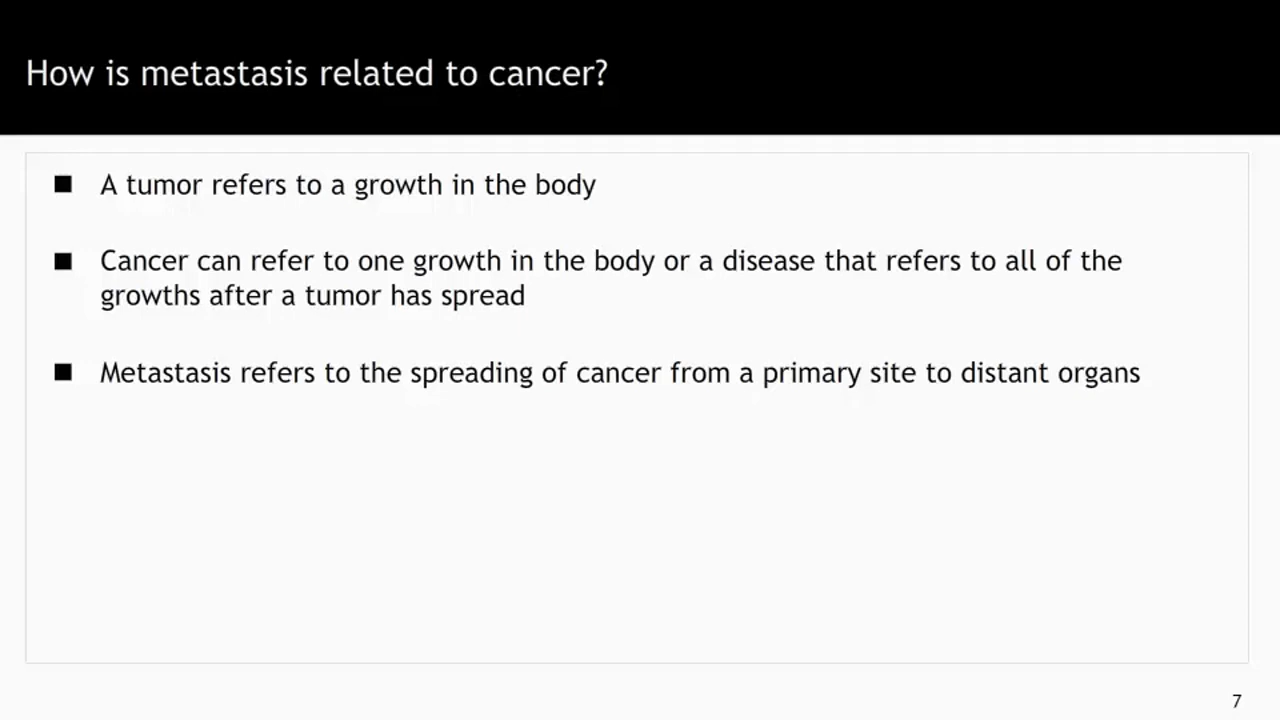 How is metastasis related to cancer?
■ A tumor refers to a growth in the body
■ Cancer can refer to one growth in the body or a disease that refers to all of the
growths after a tumor has spread
■ Metastasis refers to the spreading of cancer from a primary site to distant organs
7